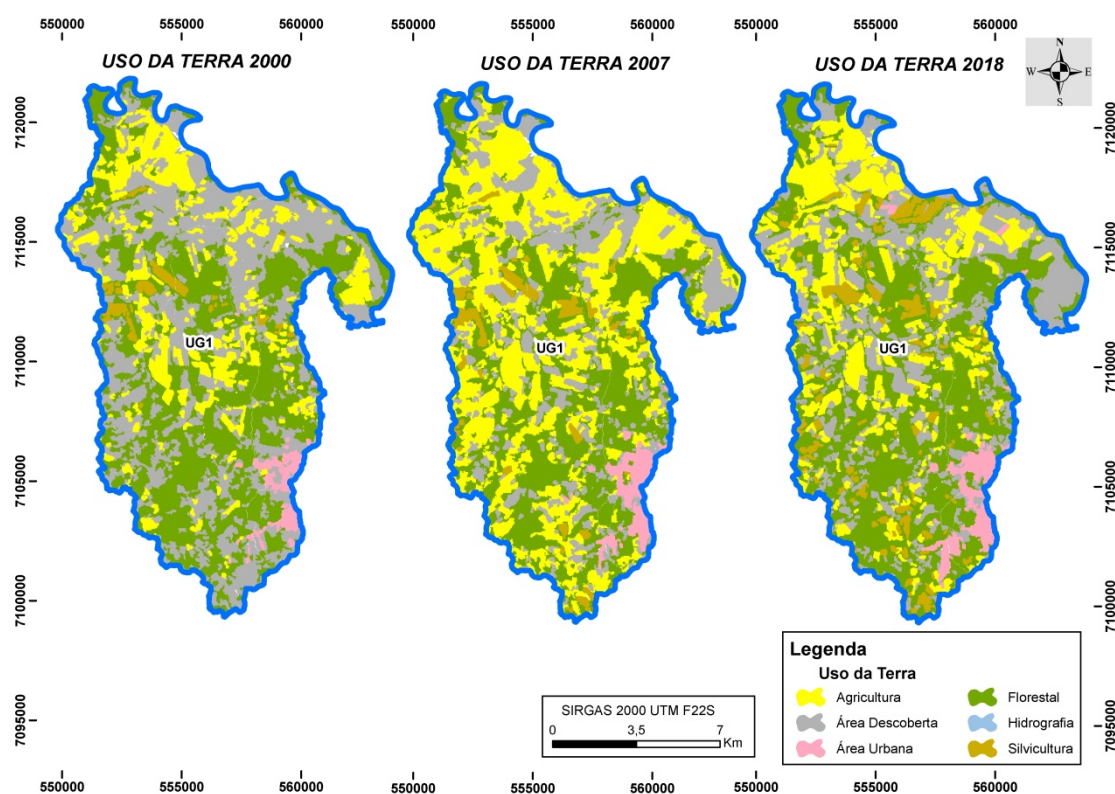 550000 555000 560000 550000 555000 560000 550000 555000 560000
USO DA TERRA 2000 USO DA TERRA 2007 USO DA TERRA 2018
N
W E
S
7120000 7120000
7115000 7115000
7110000 7110000
7105000 7105000
7100000 7100000
7095000 7095000
UG1 UG1 UG1
Legenda
Uso da Terra
Agricultura Florestal
Área Descoberta Hidrografia
Área Urbana Silvicultura
SIRGAS 2000 UTM F22S
0 3,5 7
Km
550000 555000 560000 550000 555000 560000 550000 555000 560000